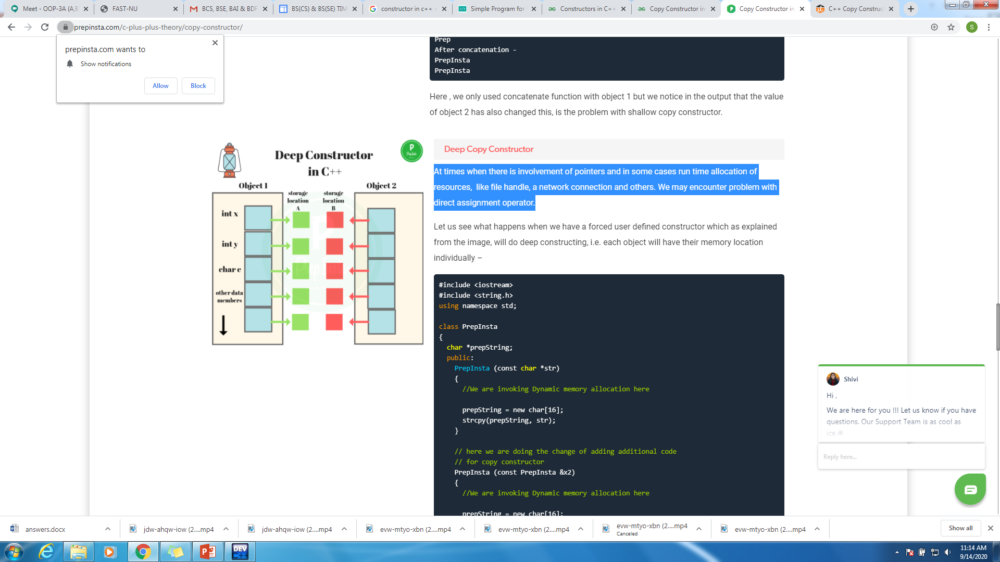 Meet - OOP-3A (A,B
FAST-NU
BCS, BSE, BAI & BDF
BS(CS) & BS(SE) TIM
constructor in c++ -
Simple Program for
Constructors in C++
Copy Constructor in
Copy Constructor in
C++ Copy Construct
prepinsta.com/c-plus-plus-theory/copy-constructor/
S
prepinsta.com wants to
Show notifications
Allow
Block
Prep
After concatenation -
PrepInsta
PrepInsta
Here , we only used concatenate function with object 1 but we notice in the output that the value
of object 2 has also changed this, is the problem with shallow copy constructor.
Deep Constructor
in C++
P
Object 1
Object 2
storage
location
A
storage
location
B
int x
int y
char c
other data
members
Deep Copy Constructor
At times when there is involvement of pointers and in some cases run time allocation of
resources,  like file handle, a network connection and others. We may encounter problem with
direct assignment operator.
Let us see what happens when we have a forced user defined constructor which as explained
from the image, will do deep constructing, i.e. each object will have their memory location
individually –
#include <iostream>
#include <string.h>
using namespace std;
class PrepInsta
{
char *prepString;
public:
PrepInsta (const char *str)
{
//We are invoking Dynamic memory allocation here
prepString = new char[16];
strcpy(prepString, str);
}
// here we are doing the change of adding additional code
// for copy constructor
PrepInsta (const PrepInsta &x2)
{
//We are invoking Dynamic memory allocation here
prepString = new char[16];
Shivi
Hi ,
We are here for you !!! Let us know if you have
questions. Our Support Team is as cool as
ice.❄
Reply here...
answers.docx
jdw-ahqw-iow (2....mp4
jdw-ahqw-iow (2....mp4
evw-mtyo-xbn (2....mp4
evw-mtyo-xbn (2....mp4
evw-mtyo-xbn (2....mp4
Canceled
evw-mtyo-xbn (2....mp4
Show all
DEV
C++
11:14 AM
9/14/2020